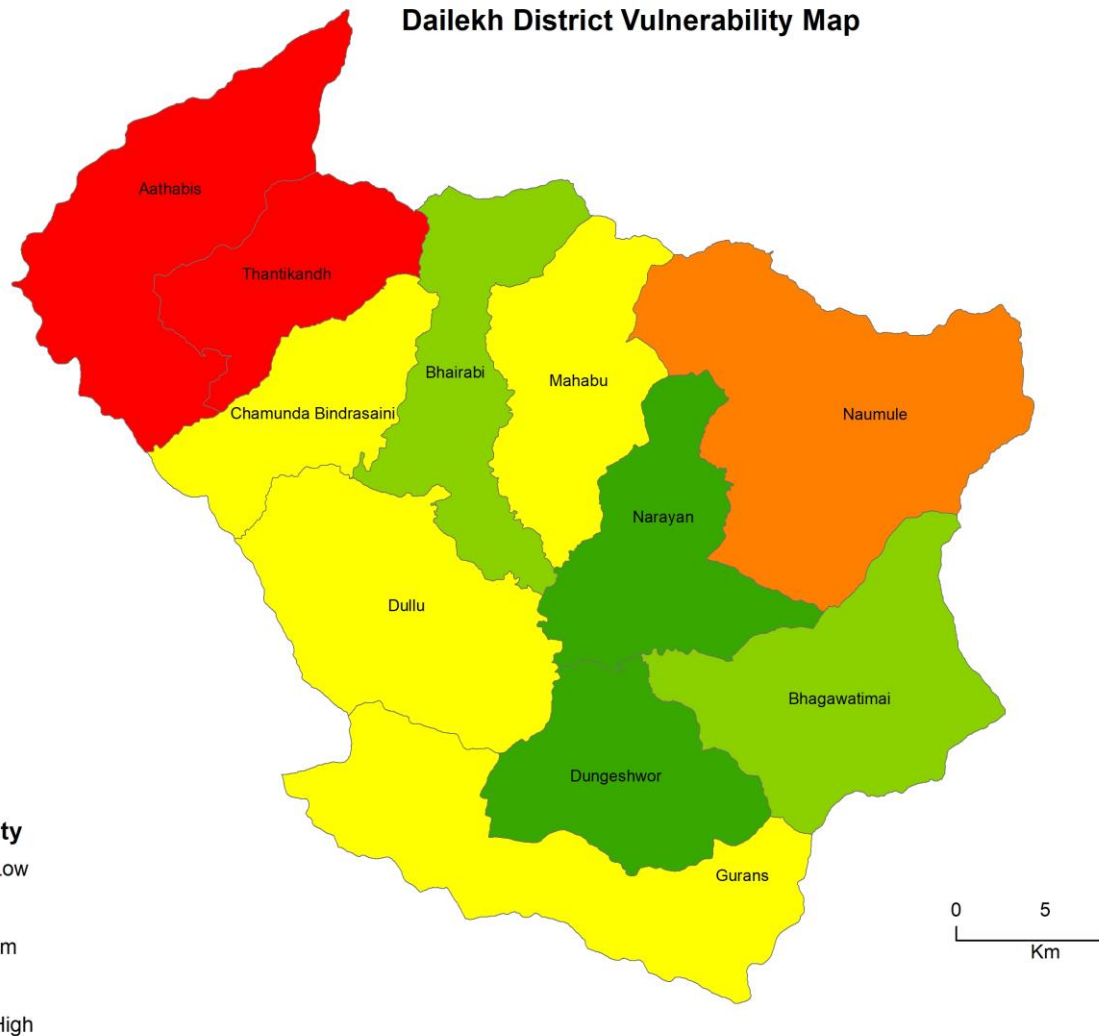 Dailekh District Vulnerability Map
Aathabis
Thantikandh
Bhairabi
Mahabu
Chamunda Bindrasaini
Naumule
Narayan
Dullu
Bhagawatimai
Dungeshwor
Gurans
ty
Low
m
High
0 5
Km